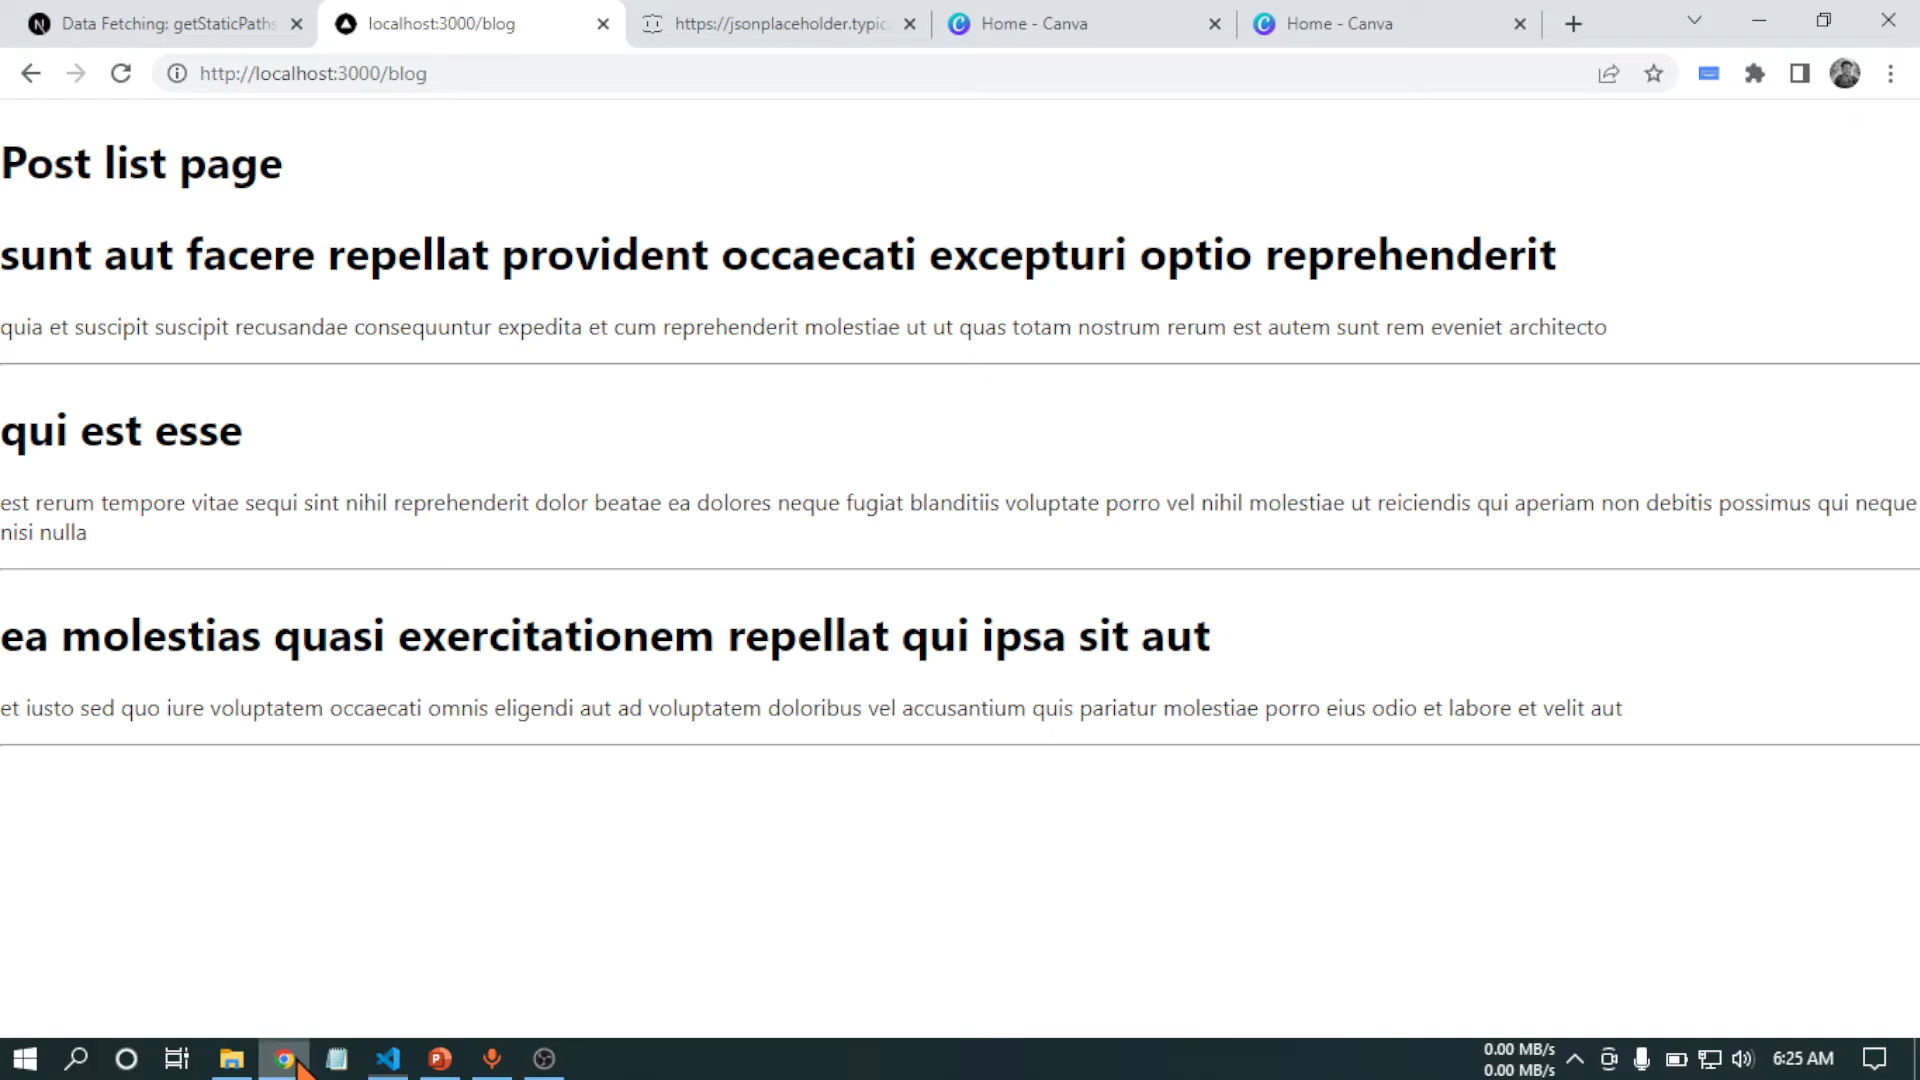 Data Fetching: getStaticPaths
localhost:3000/blog
https://jsonplaceholder.typic
Home - Canva
Home - Canva
http://localhost:3000/blog
Post list page
sunt aut facere repellat provident occaecati excepturi optio reprehenderit
quia et suscipit suscipit recusandae consequuntur expedita et cum reprehenderit molestiae ut ut quas totam nostrum rerum est autem sunt rem eveniet architecto
qui est esse
est rerum tempore vitae sequi sint nihil reprehenderit dolor beatae ea dolores neque fugiat blanditiis voluptate porro vel nihil molestiae ut reiciendis qui aperiam non debitis possimus qui neque
nisi nulla
ea molestias quasi exercitationem repellat qui ipsa sit aut
et iusto sed quo iure voluptatem occaecati omnis eligendi aut ad voluptatem doloribus vel accusantium quis pariatur molestiae porro eius odio et labore et velit aut
0.00 MB/s
0.00 MB/s
6:25 AM